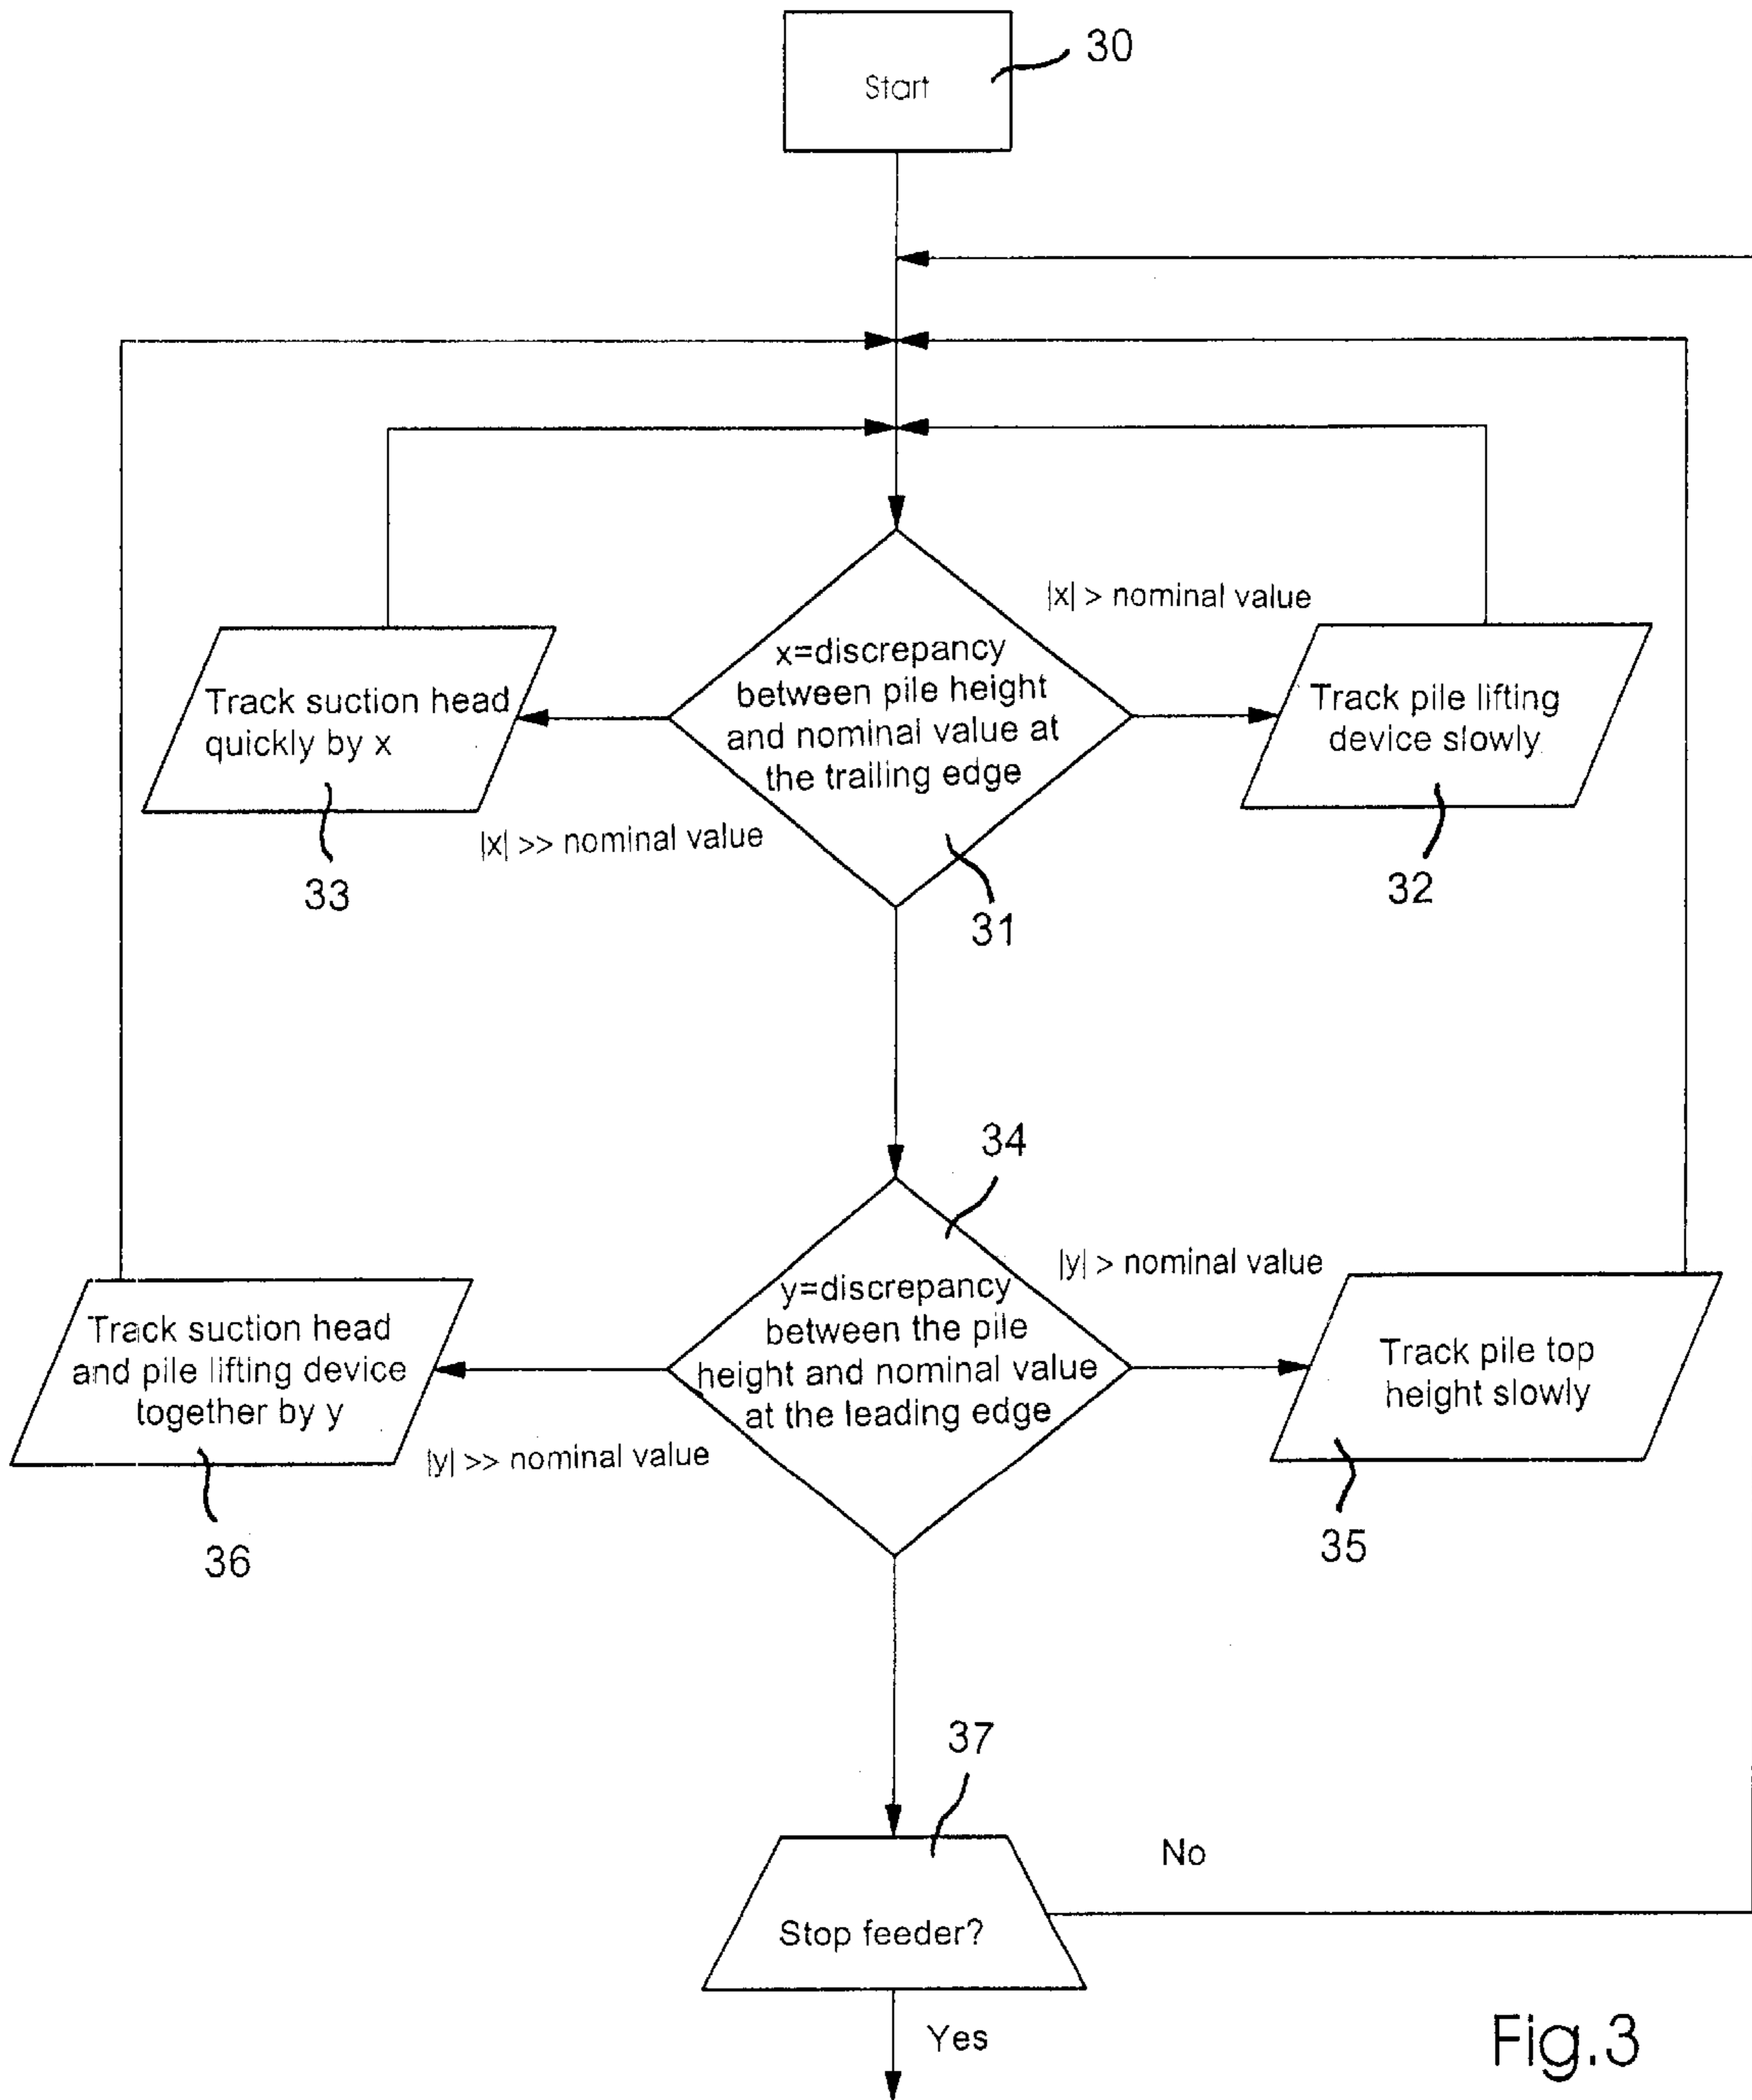 30
Start
|x| > nominal value
x=discrepancy
between pile height
and nominal value at
the trailing edge
Track suction head
quickly by x
Track pile lifting
device slowly
|x| >> nominal value
33
32
31
34
|y| > nominal value
y=discrepancy
between the pile
height and nominal value
at the leading edge
Track suction head
and pile lifting device
together by y
Track pile top
height slowly
|y| >> nominal value
36
35
37
No
Stop feeder?
Yes
Fig.3